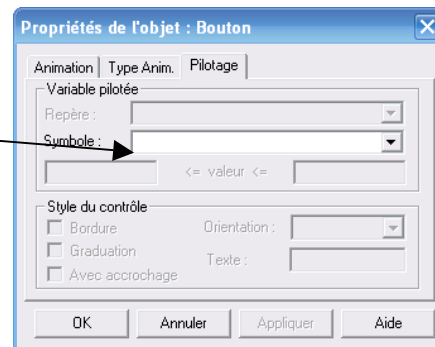 Propriétés de l'objet : Bouton
Animation Type Anim. Pilotage
Variable pilotée
Repère :
Symbole :
<= valeur <=
Style du contrôle
Bordure Orientation :
Graduation
Texte :
Avec accrochage
OK Annuler Appliquer Aide